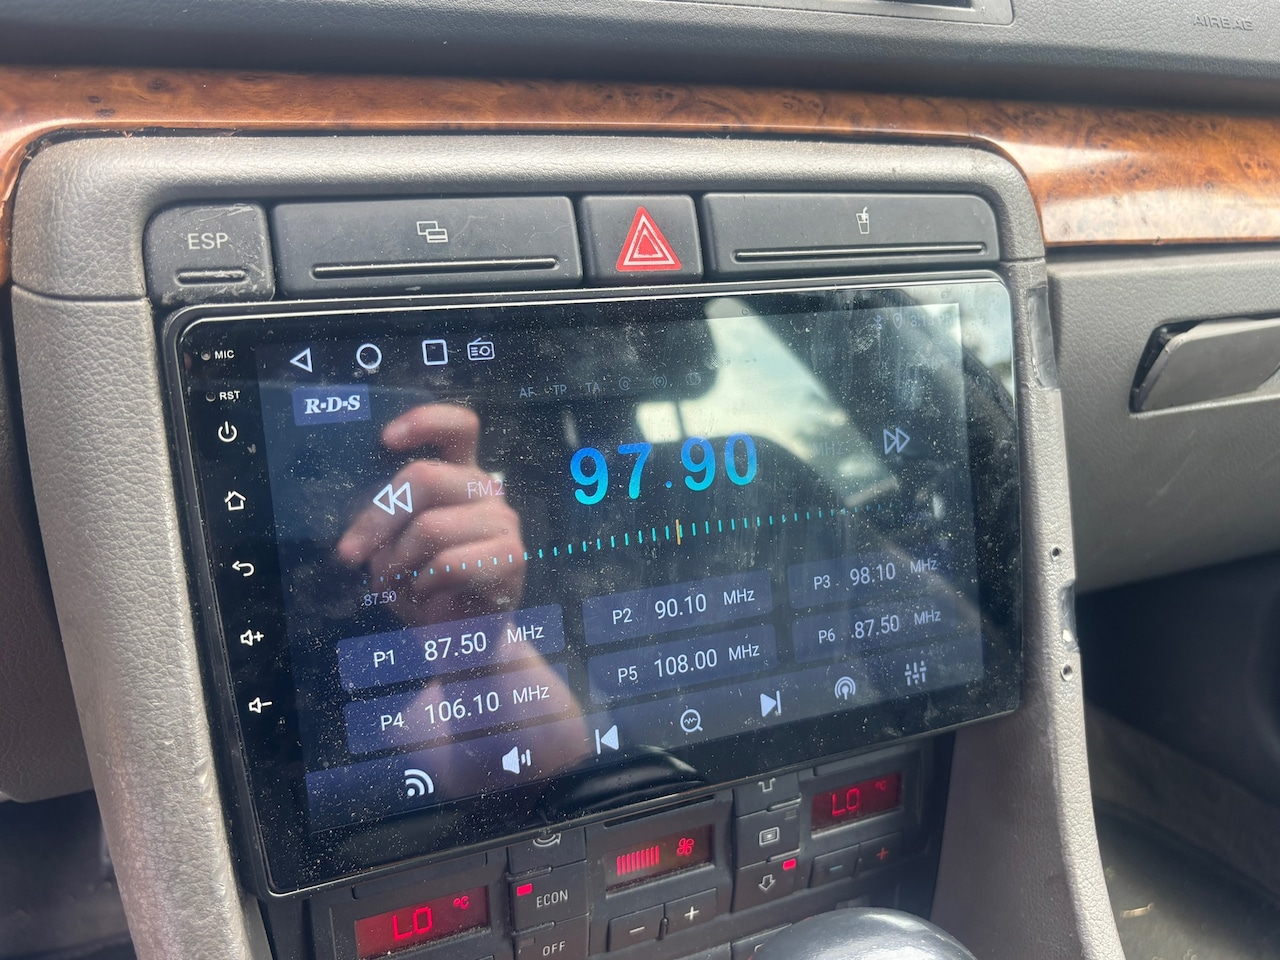 AIRBAG
ESP
MIC
RST
R·D·S
AF TP TA
FM2
97.90
87.50
P1 87.50 MHz
P2 90.10 MHz
P3 98.10 MHz
P4 106.10 MHz
P5 108.00 MHz
P6 87.50 MHz
LO °C
ECON
OFF
LO °C